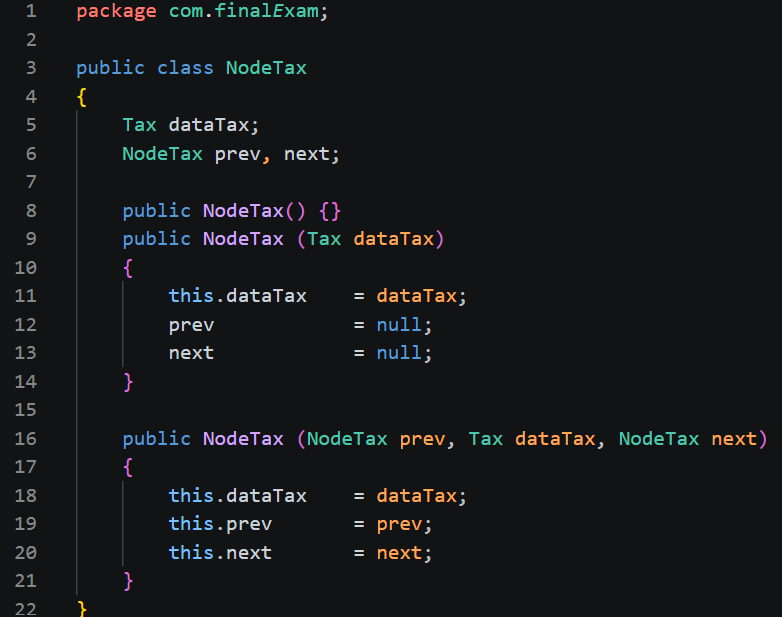 1 package com.finalExam;
2
3 public class NodeTax
4 {
5 Tax dataTax;
6 NodeTax prev, next;
7
8 public NodeTax() {}
9 public NodeTax (Tax dataTax)
10 {
11 this.dataTax = dataTax;
12 prev = null;
13 next = null;
14 }
15
16 public NodeTax (NodeTax prev, Tax dataTax, NodeTax next)
17 {
18 this.dataTax = dataTax;
19 this.prev = prev;
20 this.next = next;
21 }
22 }